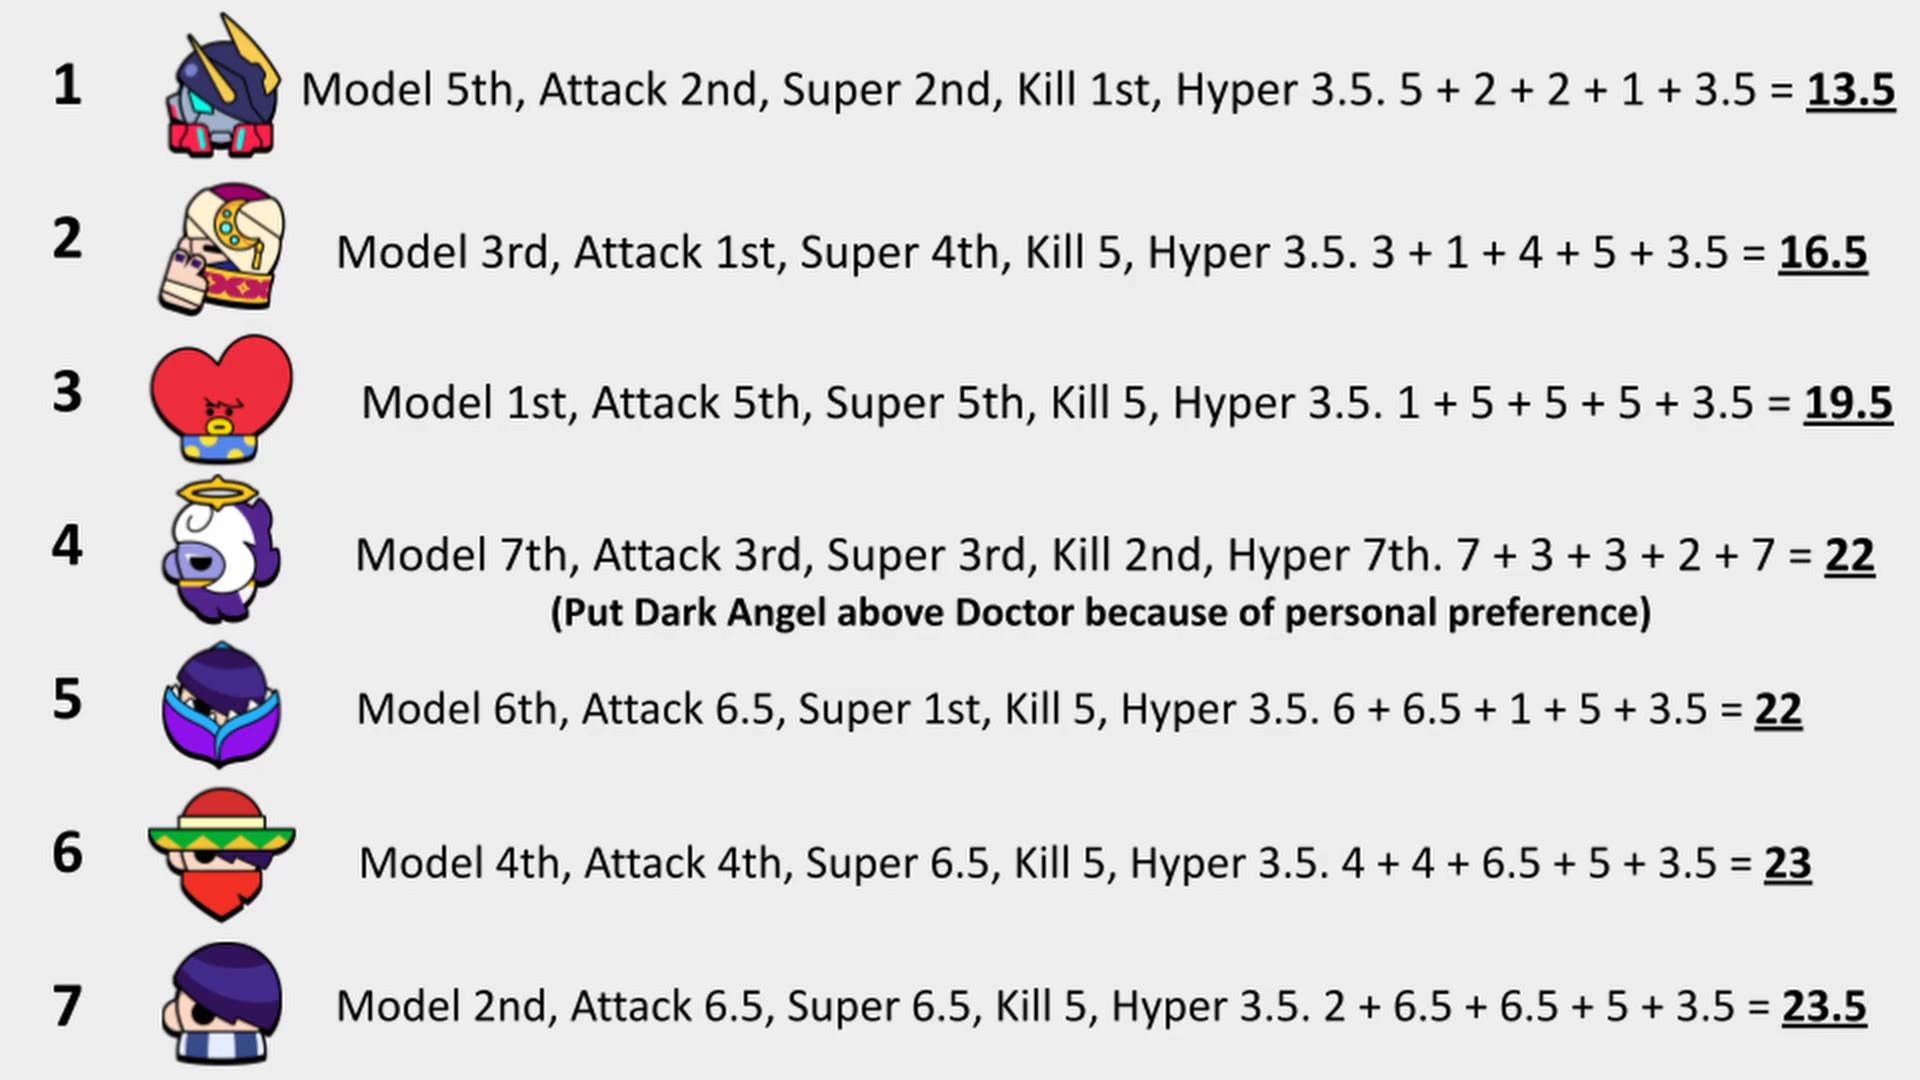 1 Model 5th, Attack 2nd, Super 2nd, Kill 1st, Hyper 3.5. 5 + 2 + 2 + 1 + 3.5 = 13.5
2 Model 3rd, Attack 1st, Super 4th, Kill 5, Hyper 3.5. 3 + 1 + 4 + 5 + 3.5 = 16.5
3 Model 1st, Attack 5th, Super 5th, Kill 5, Hyper 3.5. 1 + 5 + 5 + 5 + 3.5 = 19.5
4 Model 7th, Attack 3rd, Super 3rd, Kill 2nd, Hyper 7th. 7 + 3 + 3 + 2 + 7 = 22
(Put Dark Angel above Doctor because of personal preference)
5 Model 6th, Attack 6.5, Super 1st, Kill 5, Hyper 3.5. 6 + 6.5 + 1 + 5 + 3.5 = 22
6 Model 4th, Attack 4th, Super 6.5, Kill 5, Hyper 3.5. 4 + 4 + 6.5 + 5 + 3.5 = 23
7 Model 2nd, Attack 6.5, Super 6.5, Kill 5, Hyper 3.5. 2 + 6.5 + 6.5 + 5 + 3.5 = 23.5